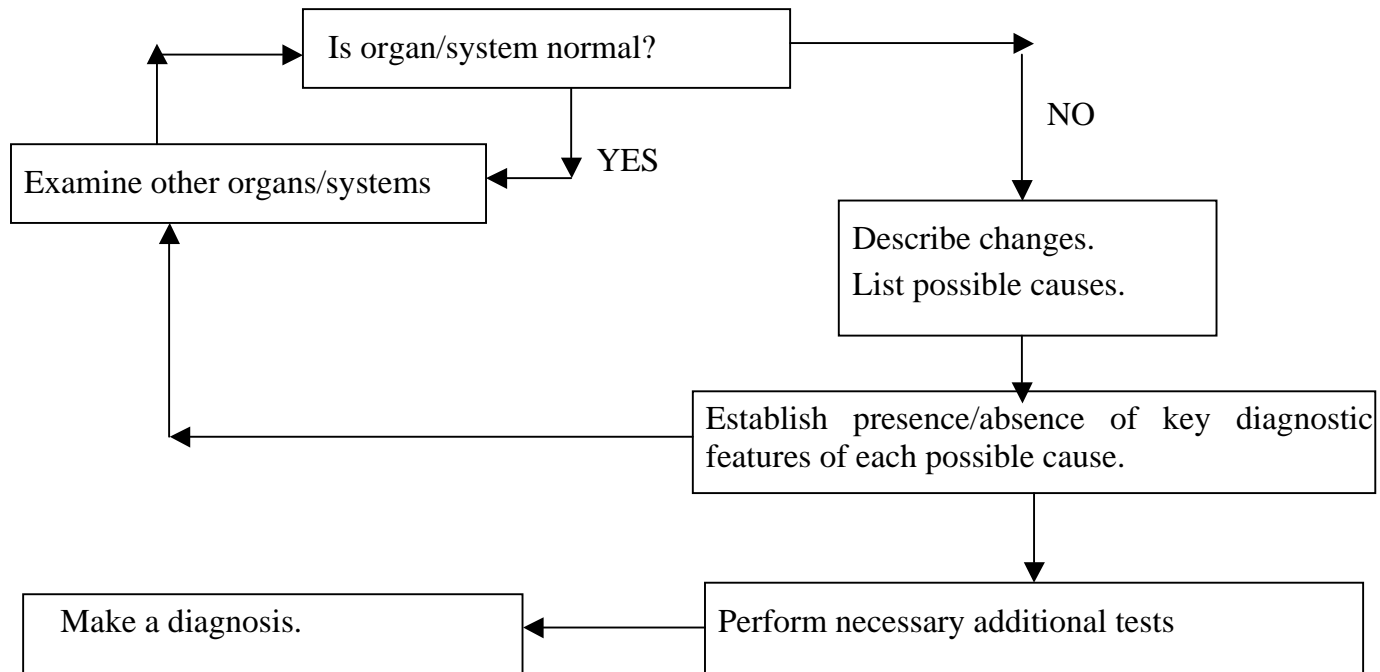 Is organ/system normal?
NO
YES
Examine other organs/systems
Describe changes.
List possible causes.
Establish presence/absence of key diagnostic
features of each possible cause.
Make a diagnosis.
Perform necessary additional tests